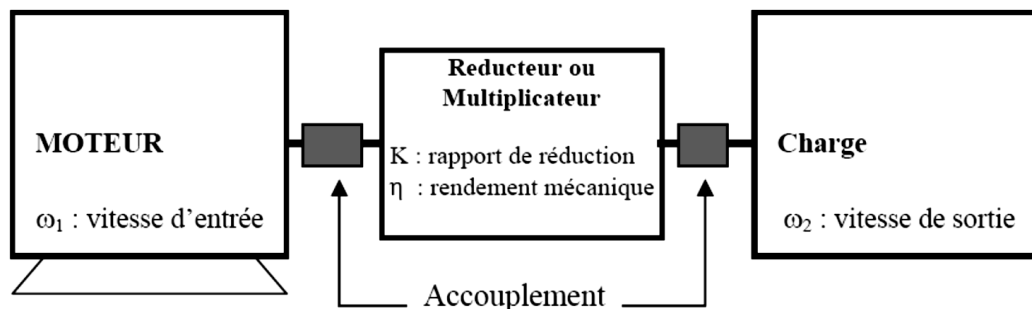 Reducteur ou
Multiplicateur
MOTEUR
Charge
K : rapport de réduction
η : rendement mécanique
ω₁ : vitesse d’entrée
ω₂ : vitesse de sortie
Accouplement